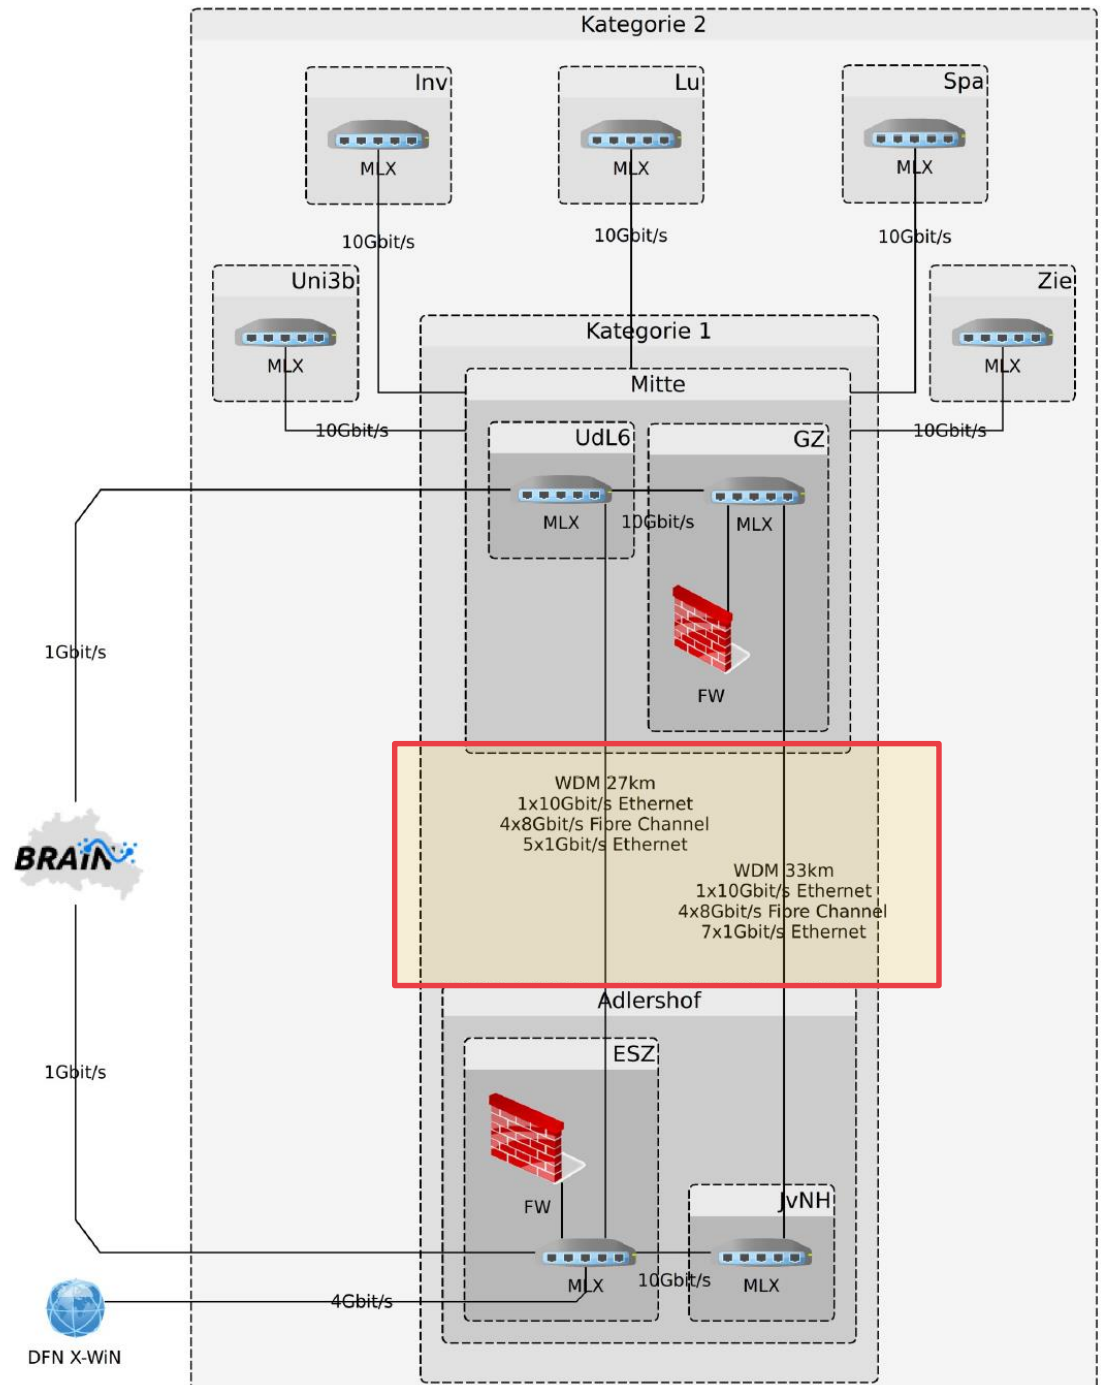 Kategorie 2
Inv
MLX
Lu
MLX
Spa
MLX
10Gbit/s
10Gbit/s
10Gbit/s
Uni3b
MLX
Zie
MLX
Kategorie 1
Mitte
10Gbit/s
10Gbit/s
UdL6
MLX
10Gbit/s
GZ
MLX
FW
1Gbit/s
WDM 27km
1x10Gbit/s Ethernet
4x8Gbit/s Fibre Channel
5x1Gbit/s Ethernet
WDM 33km
1x10Gbit/s Ethernet
4x8Gbit/s Fibre Channel
7x1Gbit/s Ethernet
BRAiN
Adlershof
ESZ
1Gbit/s
FW
MLX
10Gbit/s
JvNH
MLX
4Gbit/s
DFN X-WiN